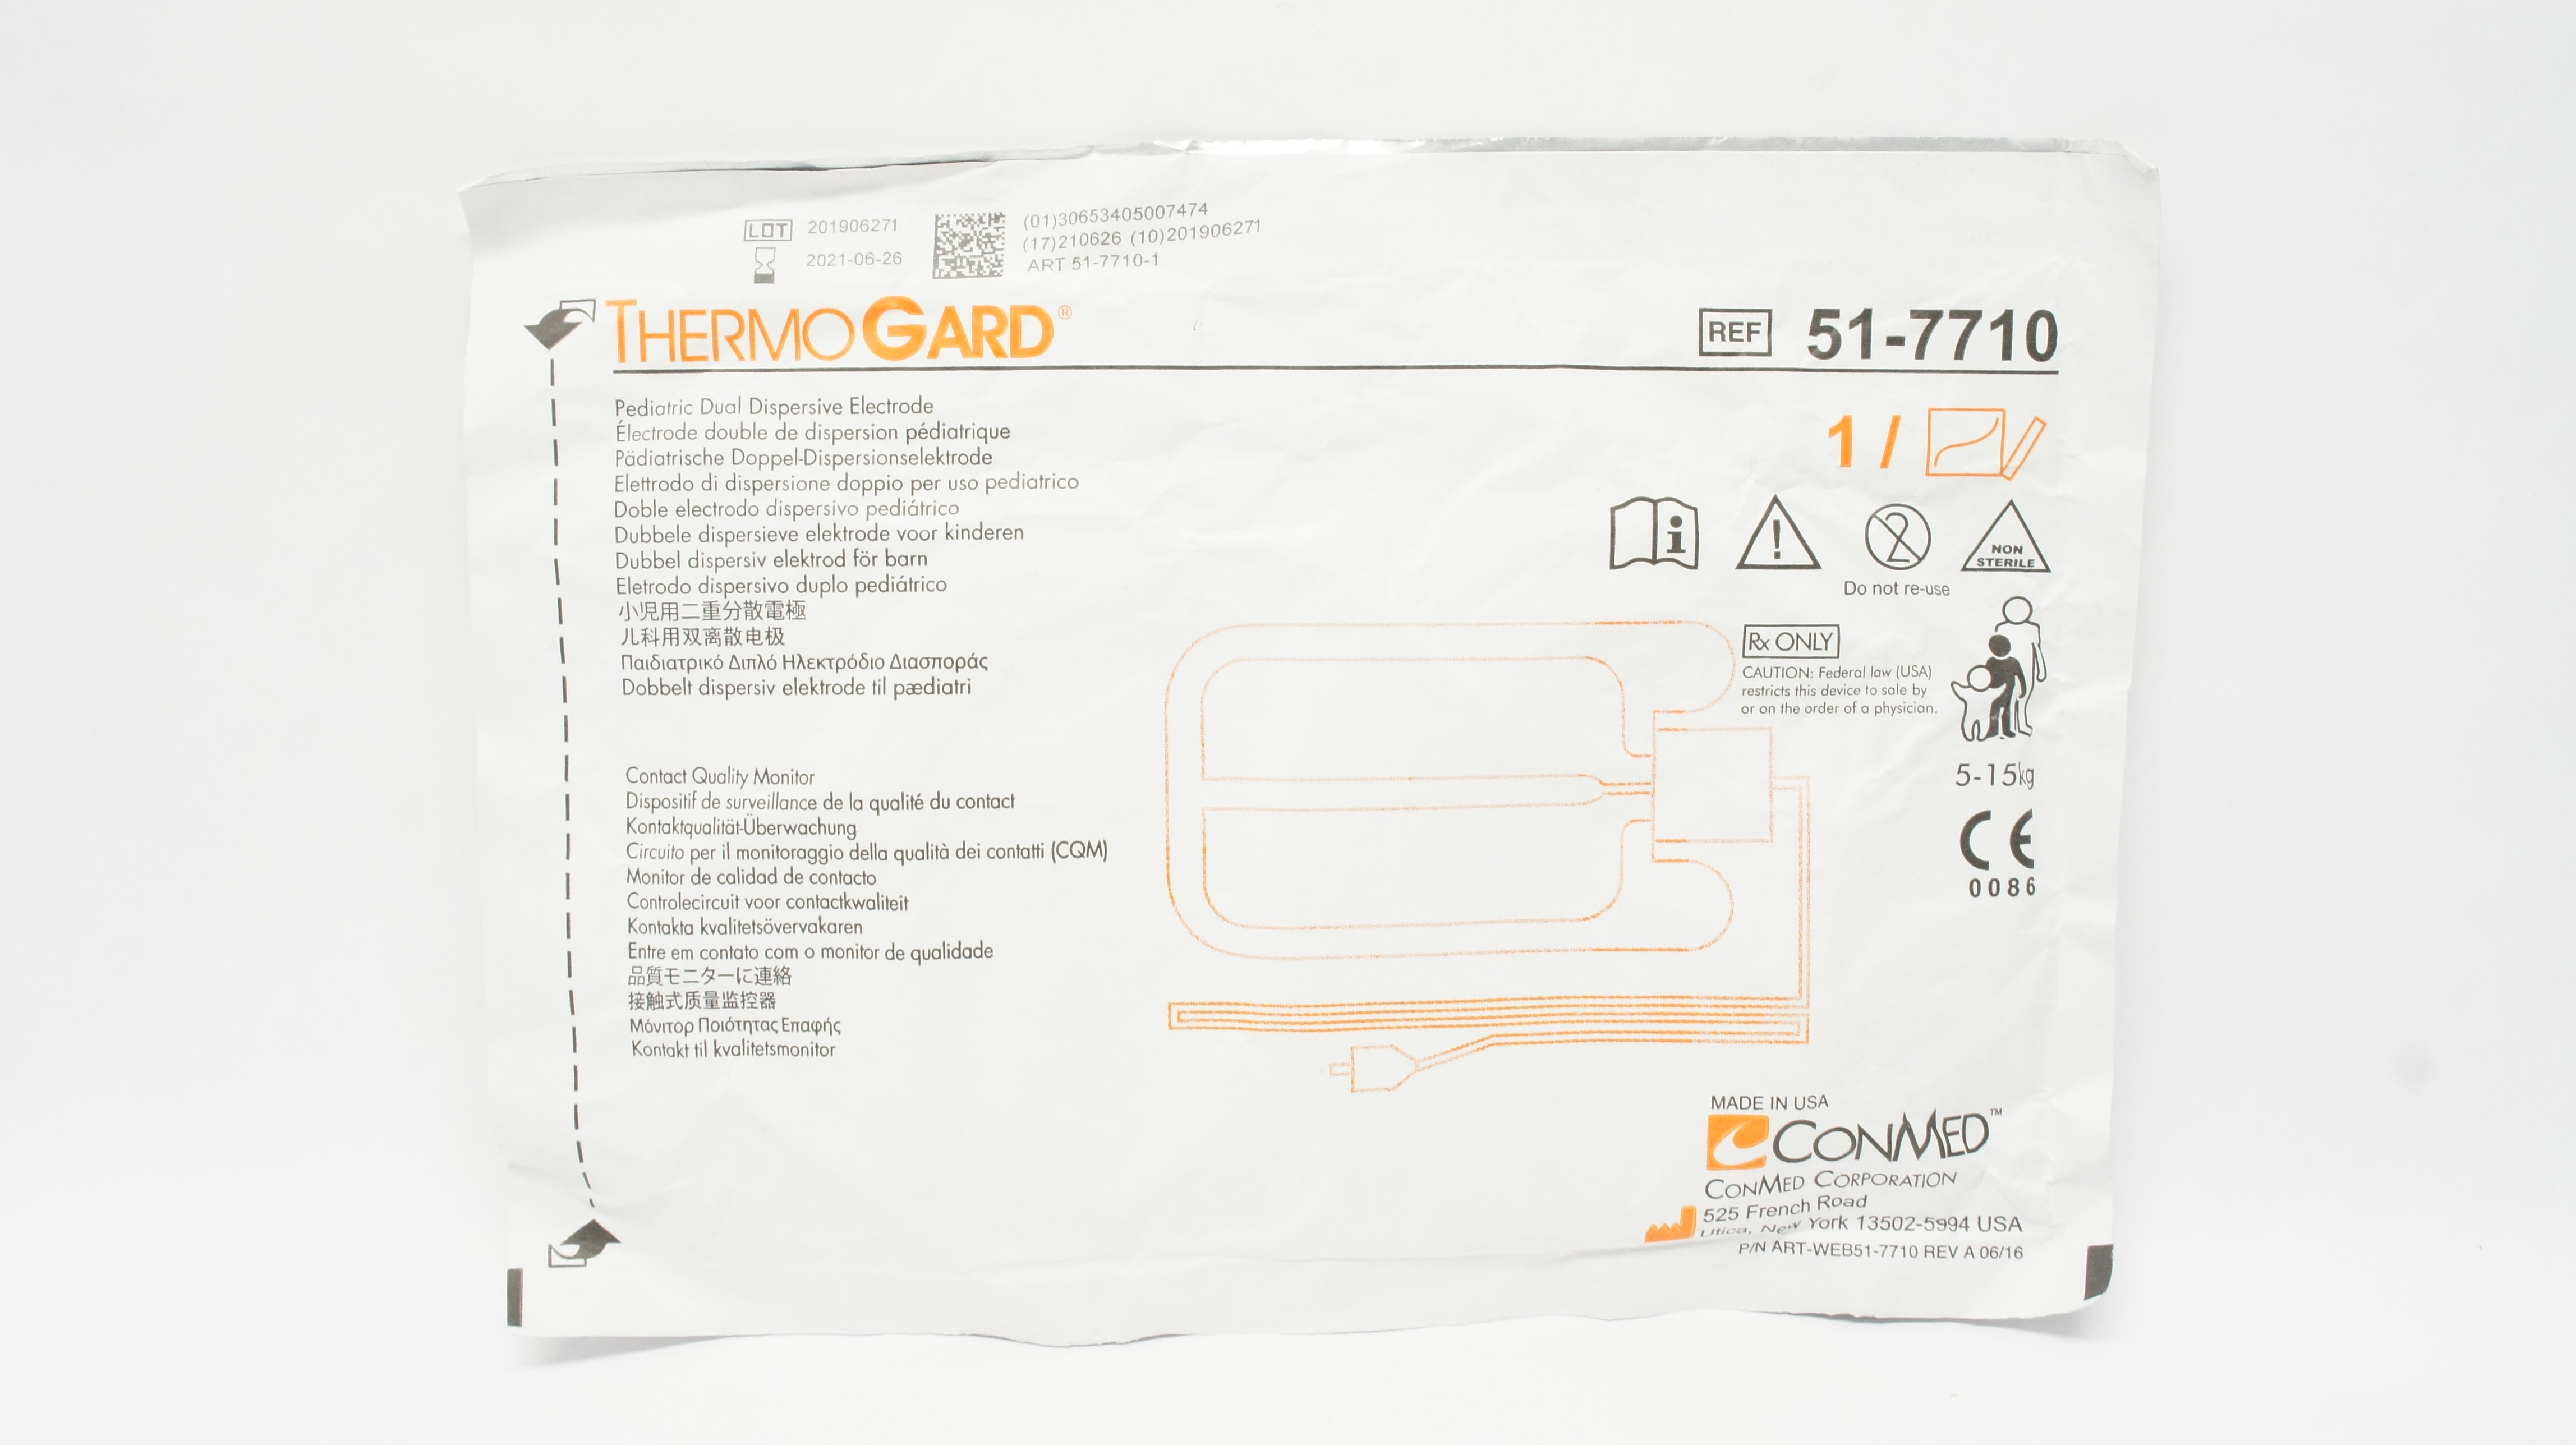 LOT 201906271
2021-06-26
(01)30653405007474
(17)210626 (10)201906271
ART 51-7710-1
THERMOGARD®
REF 51-7710
Pediatric Dual Dispersive Electrode
Électrode double de dispersion pédiatrique
Pädiatrische Doppel-Dispersionselektrode
Elettrodo di dispersione doppio per uso pediatrico
Doble electrodo dispersivo pediátrico
Dubbele dispersieve elektrode voor kinderen
Dubbel dispersiv elektrod för barn
Eletrodo dispersivo duplo pediátrico
小児用二重分散電極
儿科用双离散电极
Παιδιατρικό Διπλό Ηλεκτρόδιο Διασποράς
Dobbelt dispersiv elektrode til pædiatri
Contact Quality Monitor
Dispositif de surveillance de la qualité du contact
Kontaktqualität-Überwachung
Circuito per il monitoraggio della qualità dei contatti (CQM)
Monitor de calidad de contacto
Controlecircuit voor contactkwaliteit
Kontakta kvalitetsövervakaren
Entre em contato com o monitor de qualidade
品質モニターに連絡
接触式质量监控器
Μόνιτορ Ποιότητας Επαφής
Kontakt til kvalitetsmonitor
1 /
2
NON
STERILE
Do not re-use
Rx ONLY
CAUTION: Federal law (USA)
restricts this device to sale by
or on the order of a physician.
5-15kg
CE
0086
MADE IN USA
CONMED™
CONMED CORPORATION
525 French Road
Utica, New York 13502-5994 USA
P/N ART-WEB51-7710 REV A 06/16